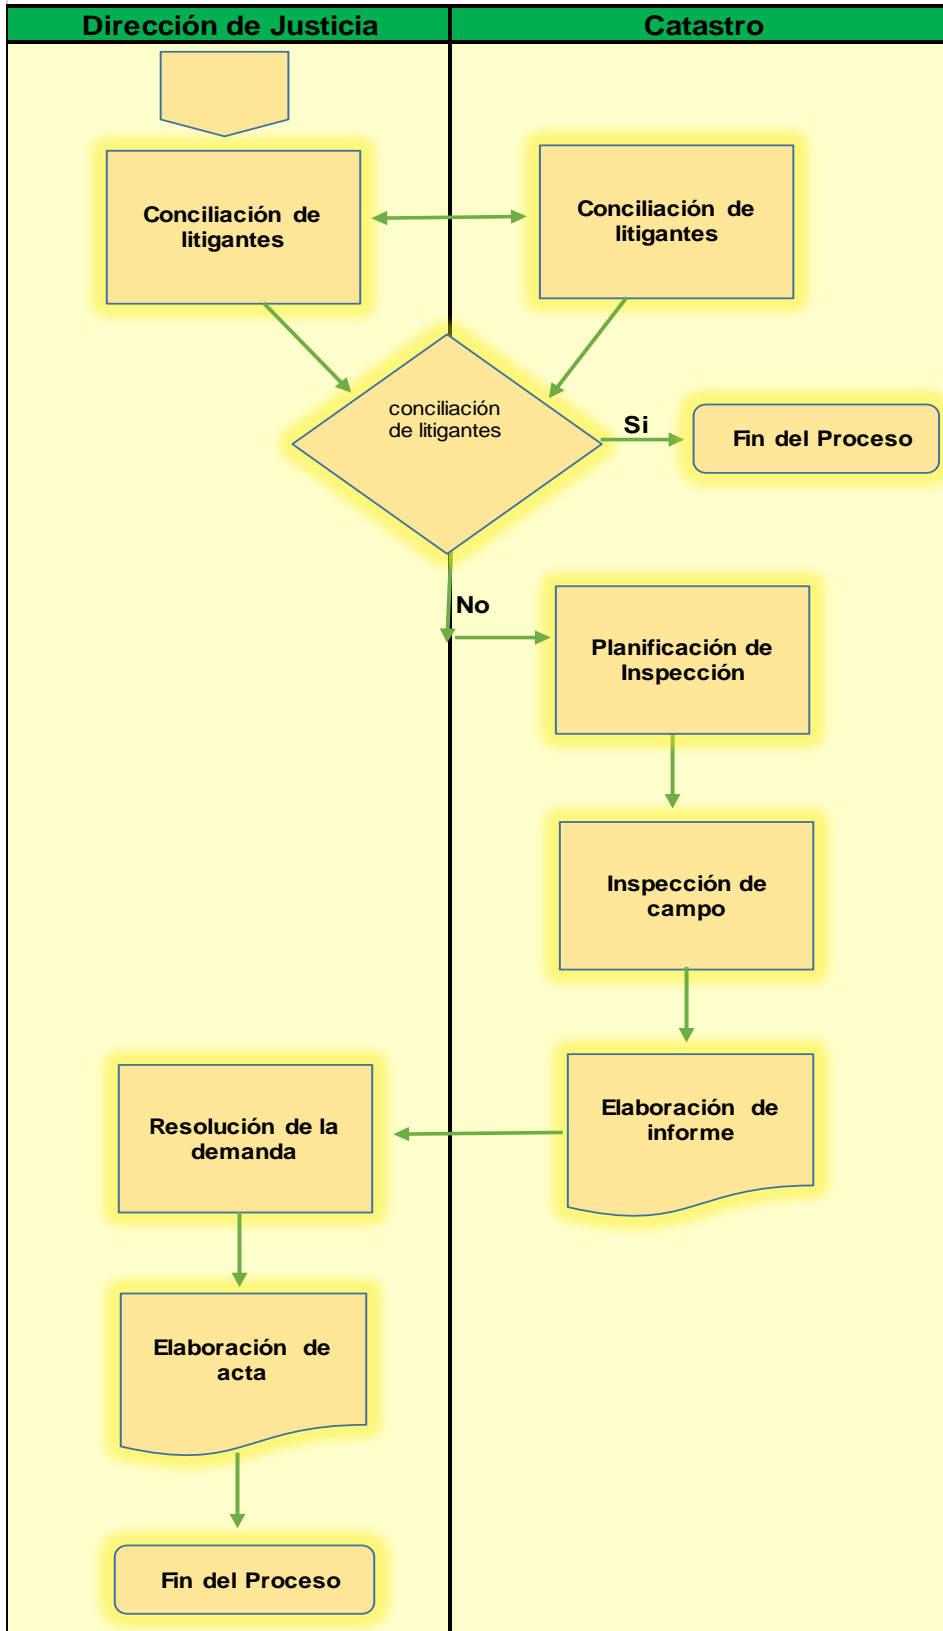 Dirección de Justicia
Catastro
Conciliación de
litigantes
Conciliación de
litigantes
conciliación
de litigantes
Si
Fin del Proceso
No
Planificación de
Inspección
Inspección de
campo
Elaboración de
informe
Resolución de la
demanda
Elaboración de
acta
Fin del Proceso